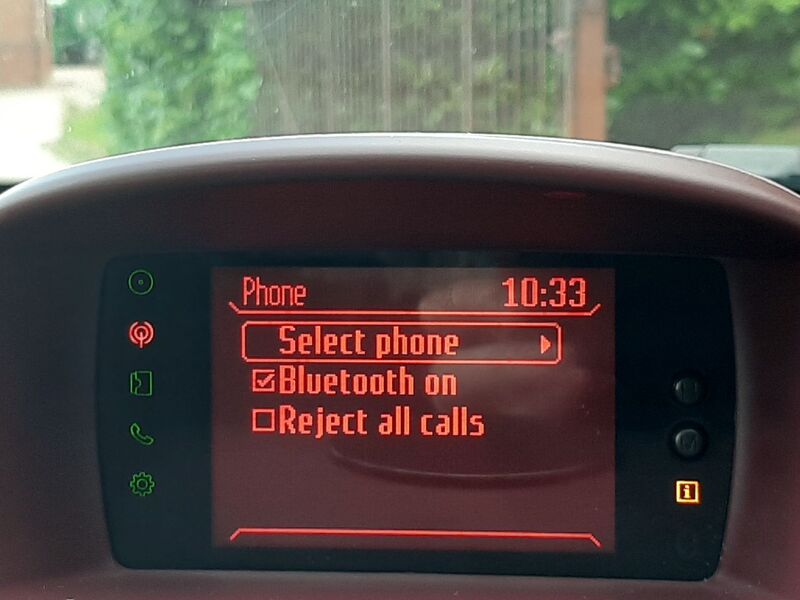 Phone 10:33
Select phone
Bluetooth on
Reject all calls
i